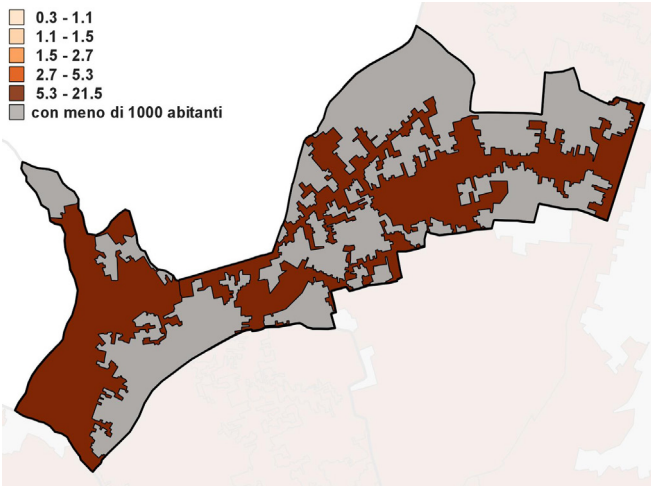 0.3 - 1.1
1.1 - 1.5
1.5 - 2.7
2.7 - 5.3
5.3 - 21.5
con meno di 1000 abitanti